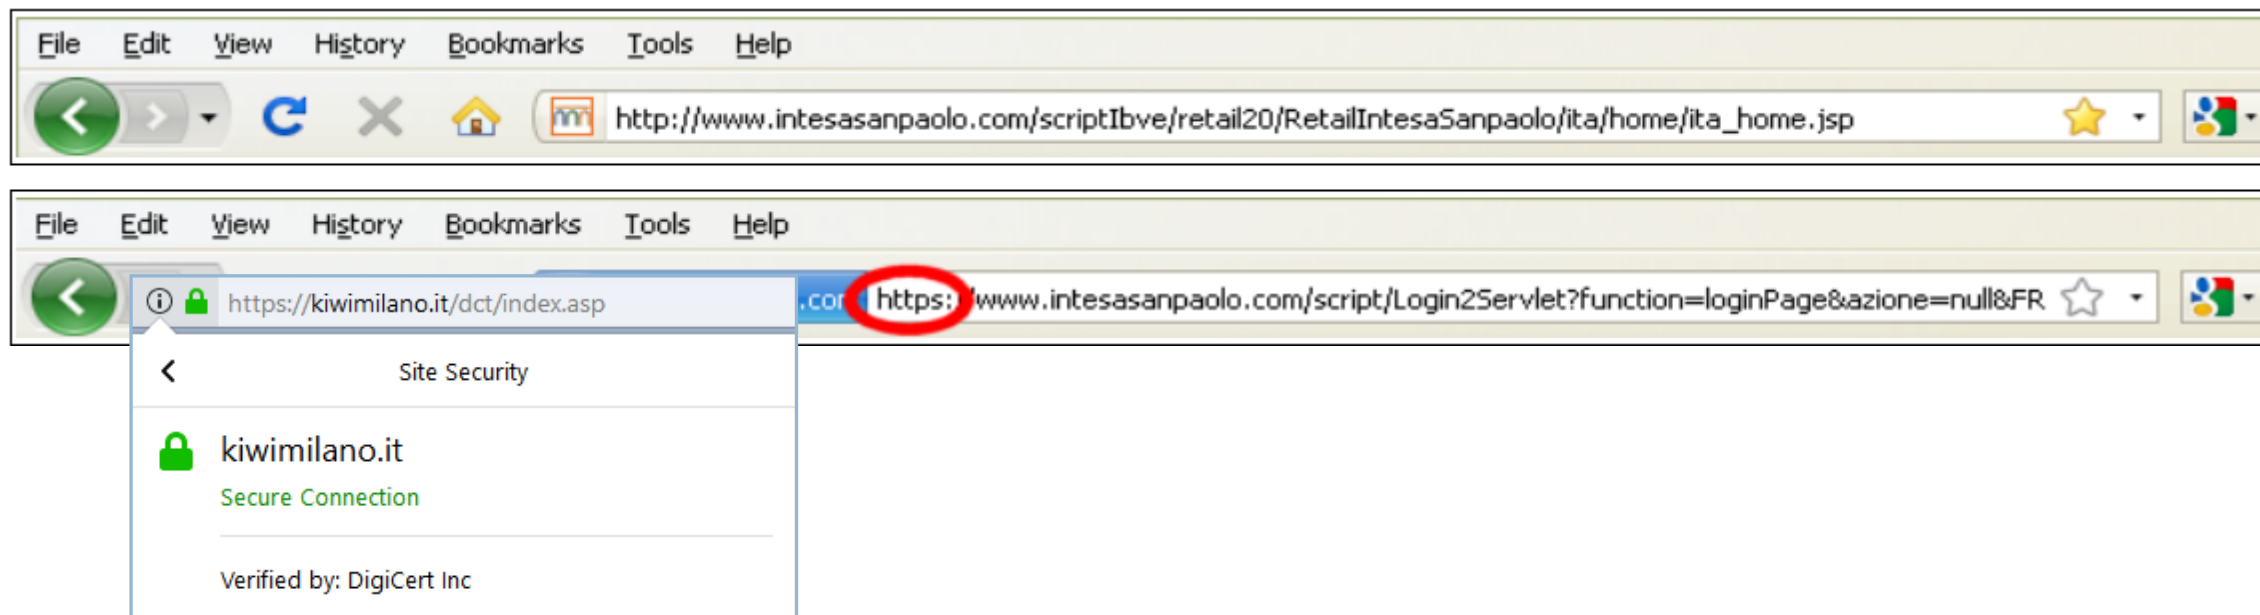 File Edit View History Bookmarks Tools Help
http://www.intesasanpaolo.com/scriptIbve/retail20/RetailIntesaSanpaolo/ita/home/ita_home.jsp
File Edit View History Bookmarks Tools Help
.com https://www.intesasanpaolo.com/script/Login2Servlet?function=loginPage&azione=null&FR
https://kiwimilano.it/dct/index.asp
Site Security
kiwimilano.it
Secure Connection
Verified by: DigiCert Inc